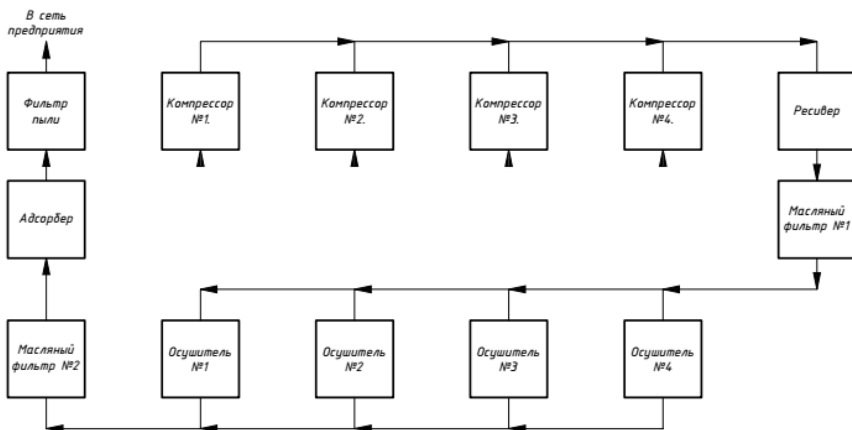 В сеть
предприятия
Фильтр
пыли
Компрессор
№1.
Компрессор
№2.
Компрессор
№3.
Компрессор
№4.
Ресивер
Адсорбер
Масляный
фильтр №1
Масляный
фильтр №2
Осушитель
№1
Осушитель
№2
Осушитель
№3
Осушитель
№4